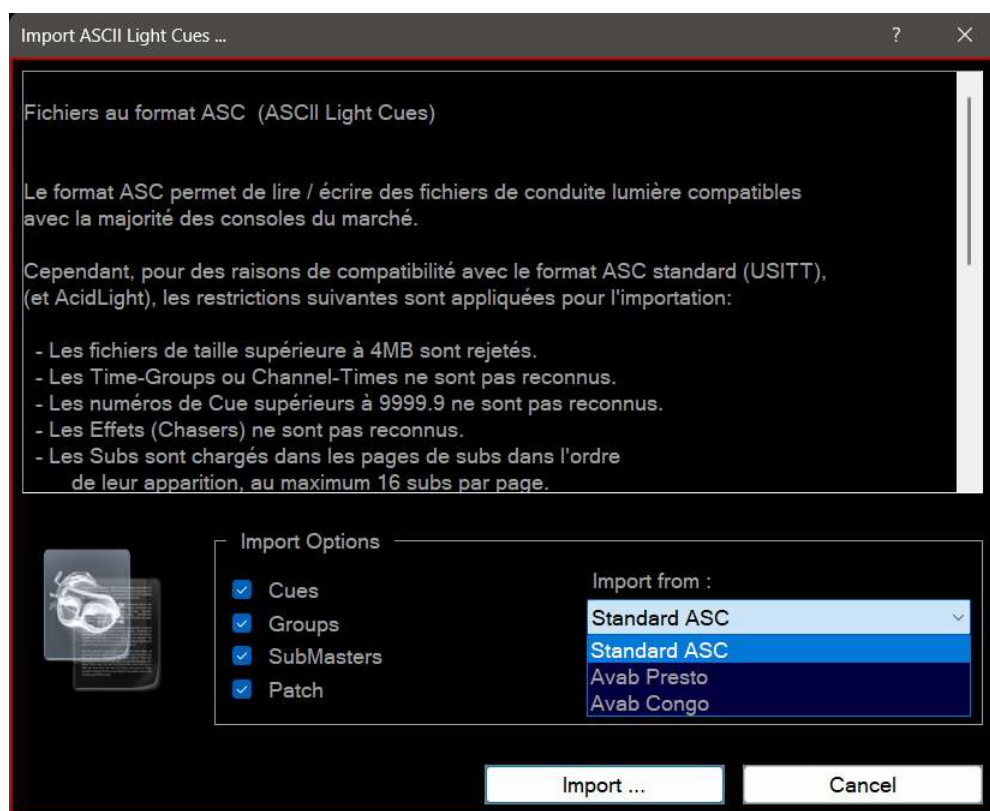 Import ASCII Light Cues ...
Fichiers au format ASC (ASCII Light Cues)
Le format ASC permet de lire / écrire des fichiers de conduite lumière compatibles
avec la majorité des consoles du marché.
Cependant, pour des raisons de compatibilité avec le format ASC standard (USITT),
(et AcidLight), les restrictions suivantes sont appliquées pour l'importation:
- Les fichiers de taille supérieure à 4MB sont rejetés.
- Les Time-Groups ou Channel-Times ne sont pas reconnus.
- Les numéros de Cue supérieurs à 9999.9 ne sont pas reconnus.
- Les Effets (Chasers) ne sont pas reconnus.
- Les Subs sont chargés dans les pages de subs dans l'ordre
de leur apparition, au maximum 16 subs par page.
Import Options
Cues
Groups
SubMasters
Patch
Import from :
Standard ASC
Standard ASC
Avab Presto
Avab Congo
Import ...
Cancel